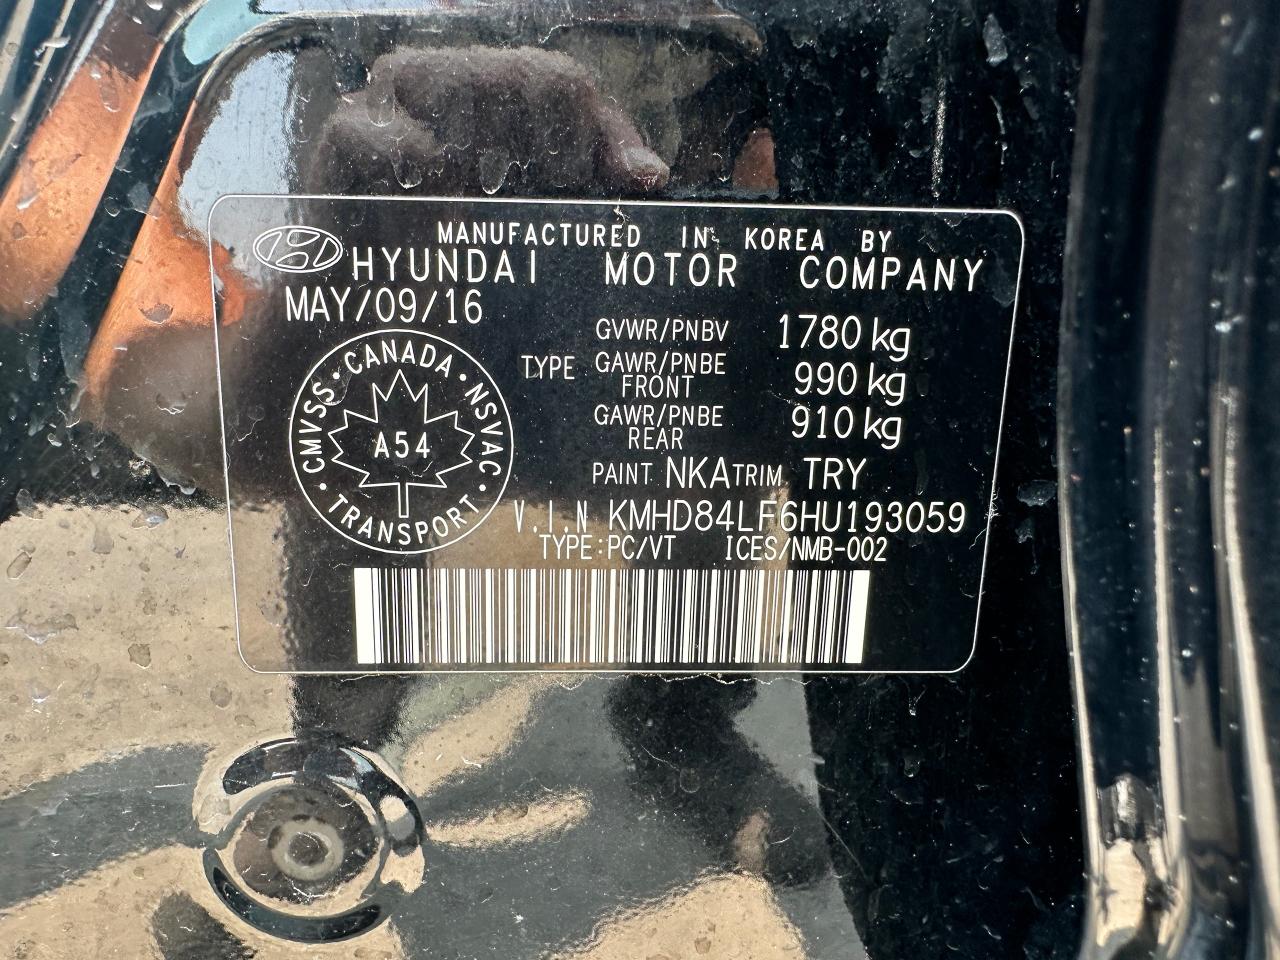 MANUFACTURED IN KOREA BY
HYUNDAI MOTOR COMPANY
MAY/09/16
GVWR/PNBV 1780 kg
TYPE GAWR/PNBE FRONT 990 kg
GAWR/PNBE REAR 910 kg
CMVSS · CANADA · NSVAC · TRANSPORT ·
A54
PAINT NKA TRIM TRY
V.I.N KMHD84LF6HU193059
TYPE:PC/VT ICES/NMB-002